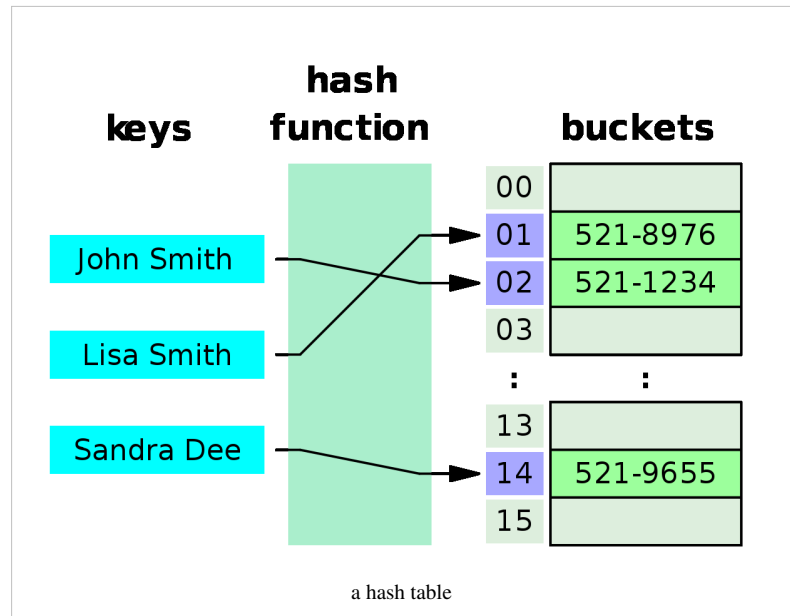 hash
keys function buckets
00
01 521-8976
John Smith
02 521-1234
03
Lisa Smith
: :
13
Sandra Dee
14 521-9655
15
a hash table